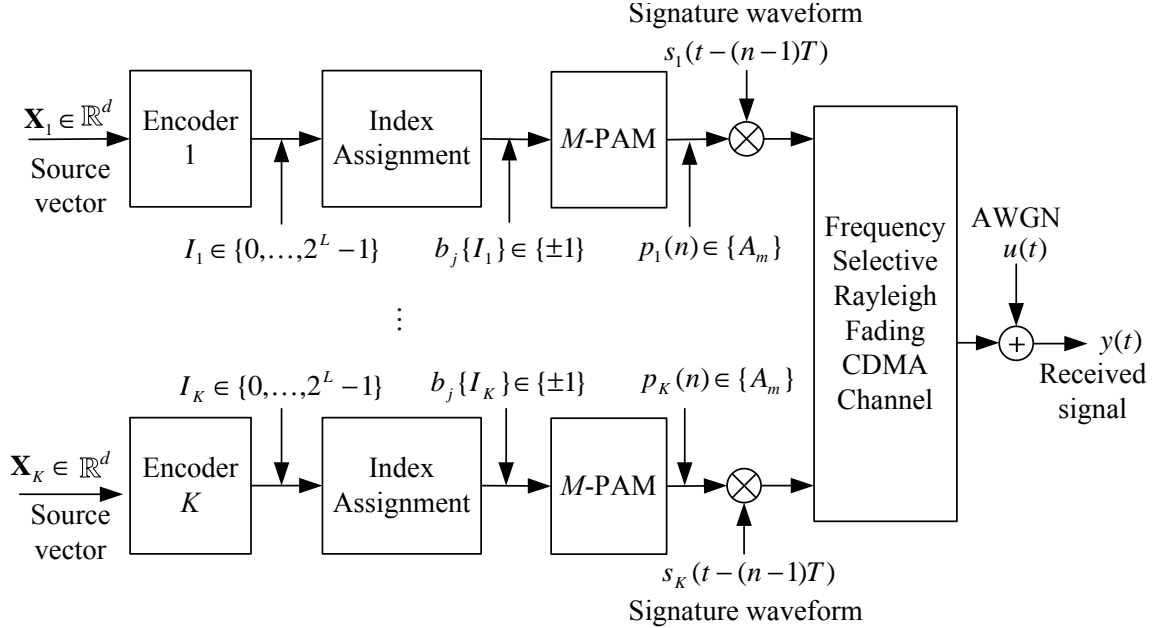 Signature waveform
s_1(t − (n − 1)T)
X_1 ∈ ℝ^d
Source
vector
Encoder
1
Index
Assignment
M-PAM
I_1 ∈ {0,…,2^L − 1}
b_j{I_1} ∈ {±1}
p_1(n) ∈ {A_m}
Frequency
Selective
Rayleigh
Fading
CDMA
Channel
AWGN
u(t)
+
y(t)
Received
signal
⋮
I_K ∈ {0,…,2^L − 1}
b_j{I_K} ∈ {±1}
p_K(n) ∈ {A_m}
X_K ∈ ℝ^d
Source
vector
Encoder
K
Index
Assignment
M-PAM
s_K(t − (n − 1)T)
Signature waveform